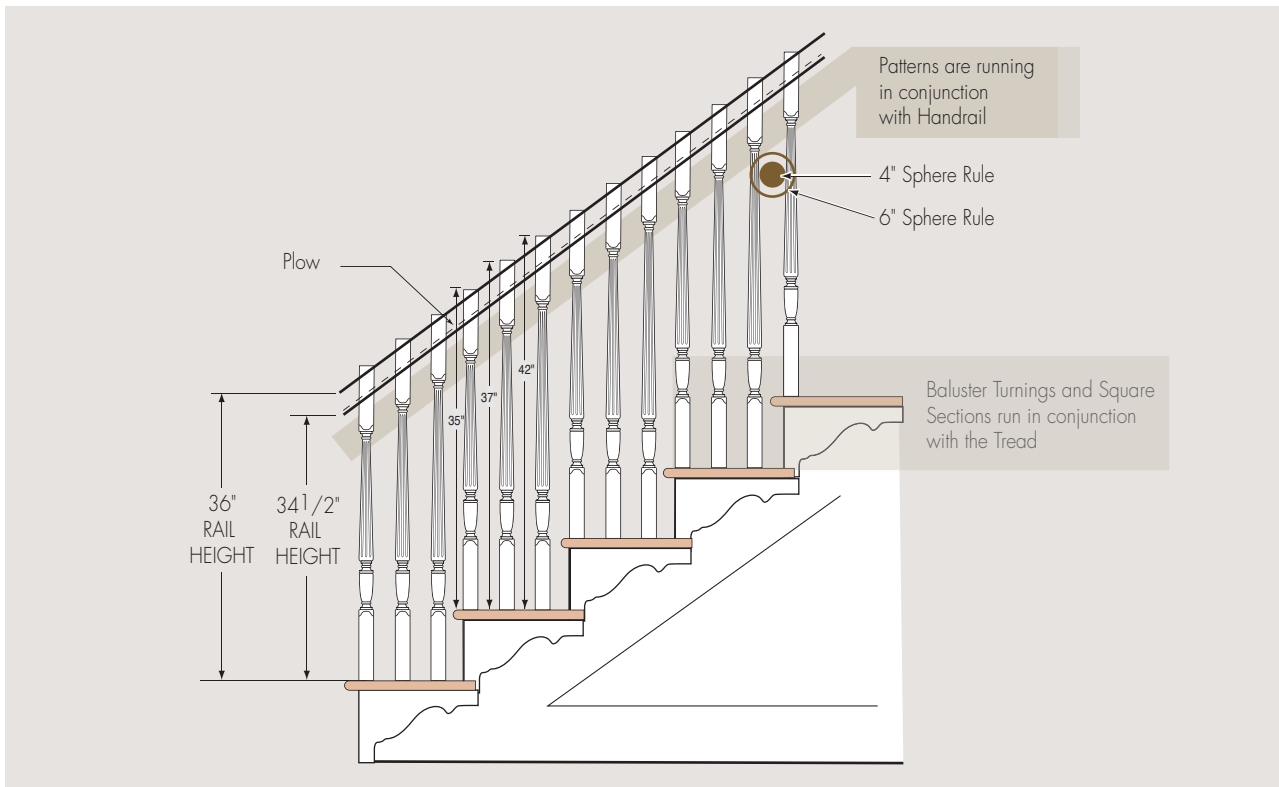 Patterns are running
in conjunction
with Handrail
4" Sphere Rule
6" Sphere Rule
Plow
42"
37"
35"
Baluster Turnings and Square
Sections run in conjunction
with the Tread
36"
RAIL
HEIGHT
34 1/2"
RAIL
HEIGHT